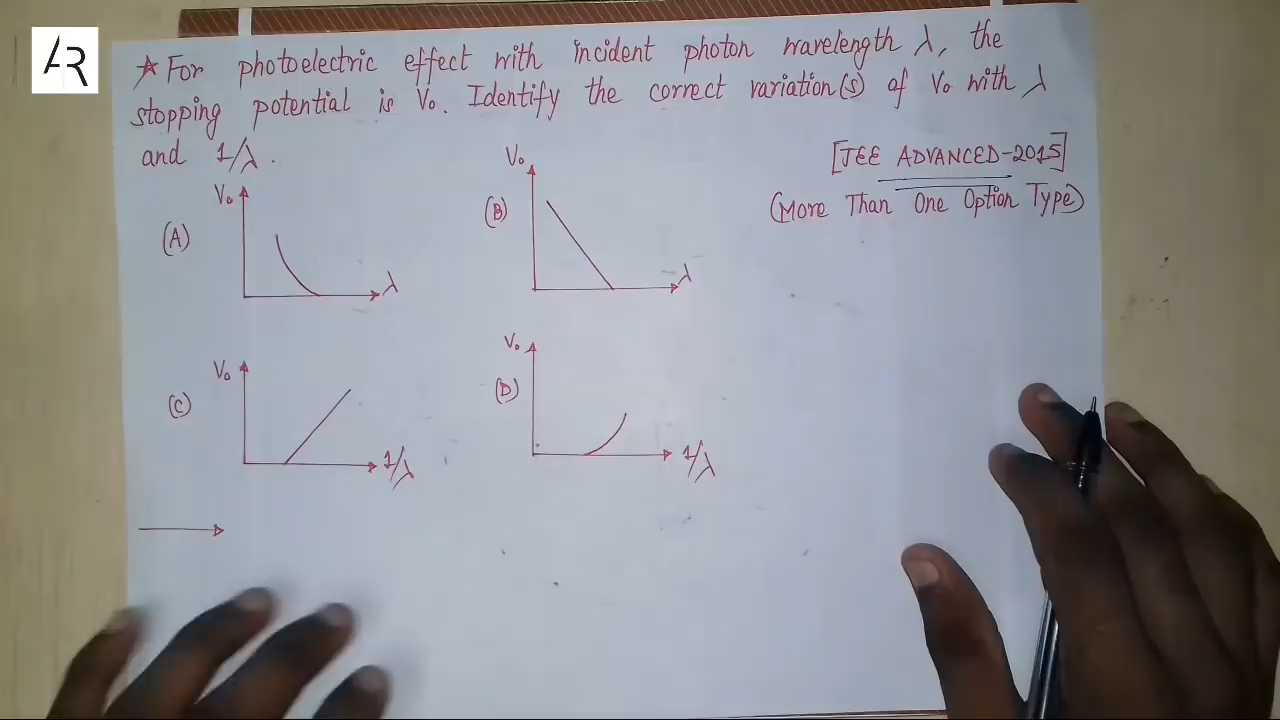 AR
★ For photoelectric effect with incident photon wavelength λ, the
stopping potential is V₀. Identify the correct variation(s) of V₀ with λ
and 1/λ.
[JEE ADVANCED-2015]
(More Than One Option Type)
(A)
V₀
λ
(B)
V₀
λ
(C)
V₀
1/λ
(D)
V₀
1/λ